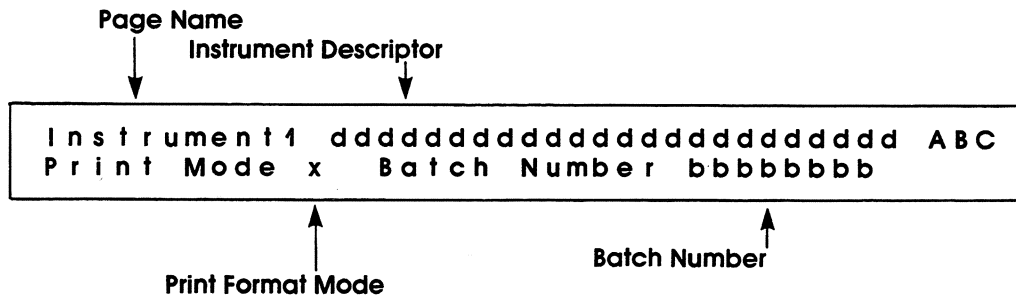 Page Name
Instrument Descriptor
Instrument1 dddddddddddddddddddddddd ABC
Print Mode x Batch Number bbbbbbbb
Batch Number
Print Format Mode